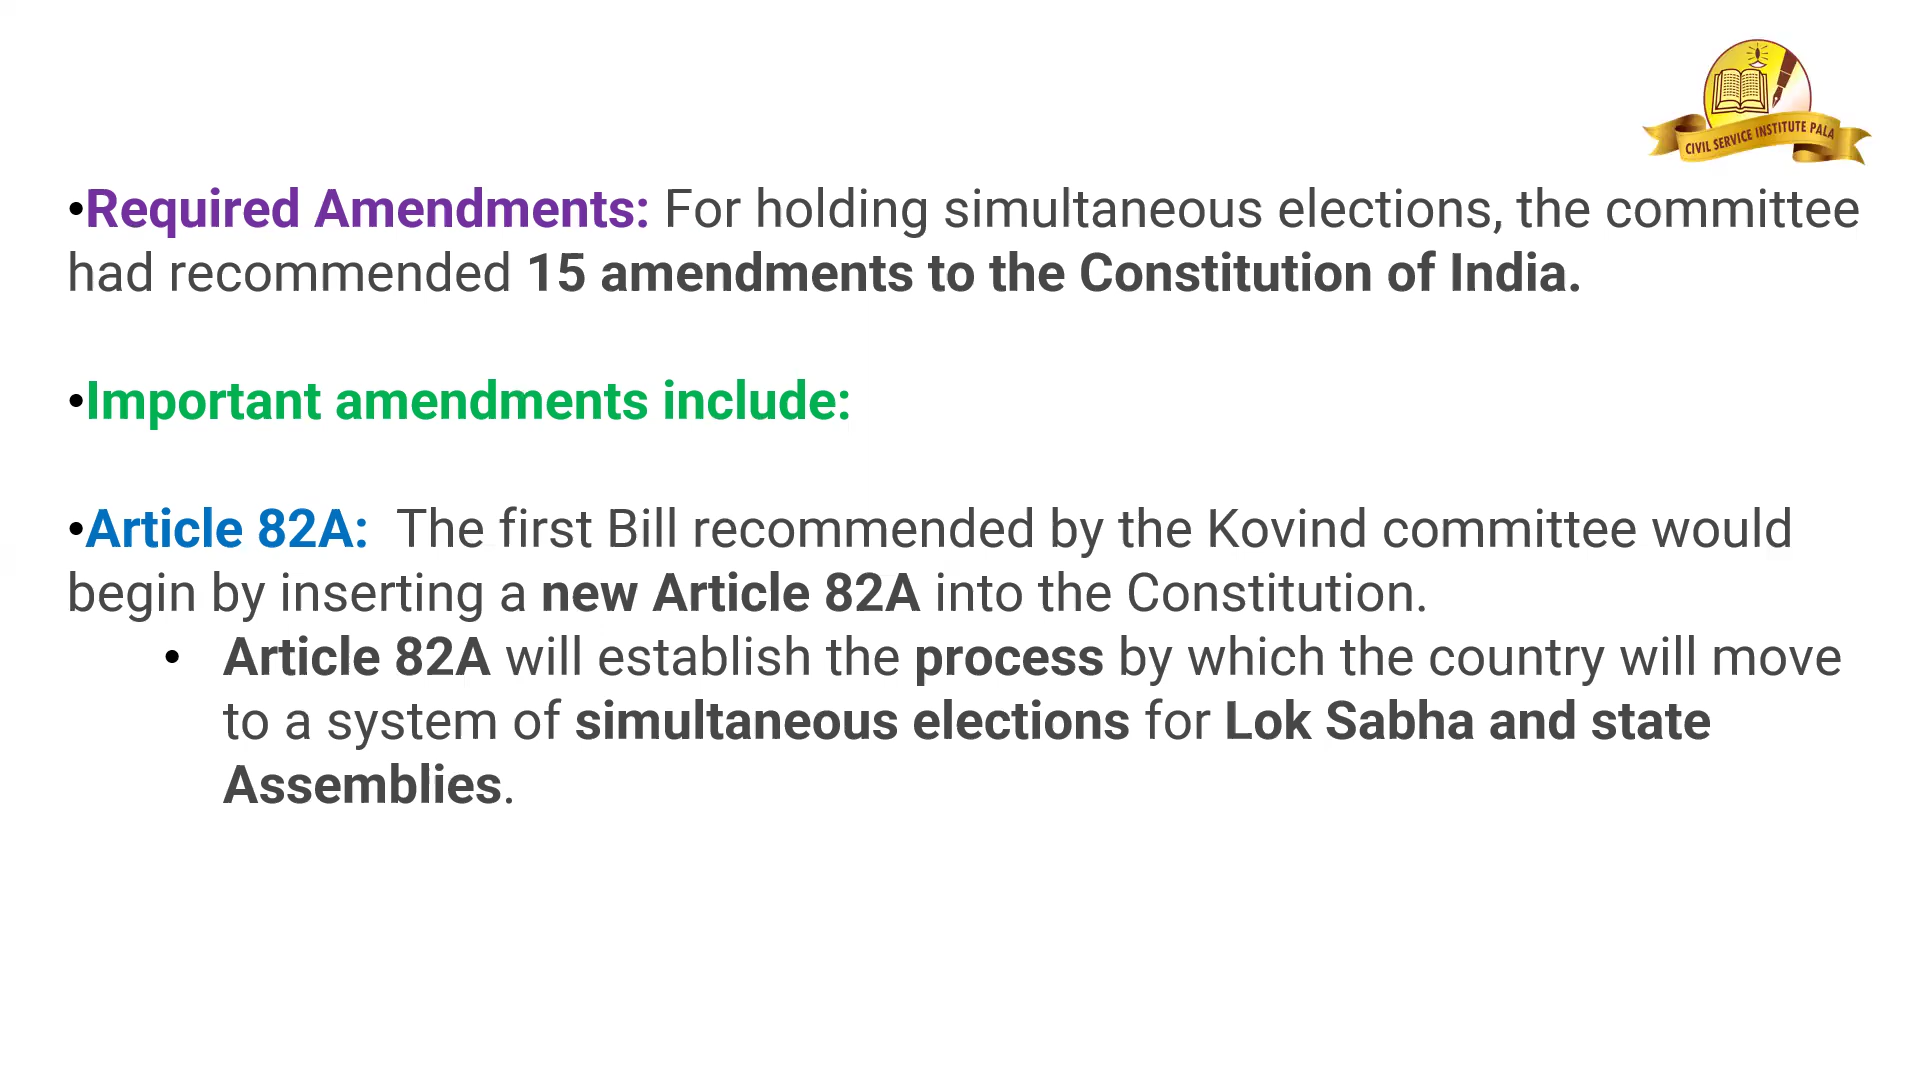 CIVIL SERVICE INSTITUTE PALA
•Required Amendments: For holding simultaneous elections, the committee
had recommended 15 amendments to the Constitution of India.
•Important amendments include:
•Article 82A:  The first Bill recommended by the Kovind committee would
begin by inserting a new Article 82A into the Constitution.
• Article 82A will establish the process by which the country will move
to a system of simultaneous elections for Lok Sabha and state
Assemblies.